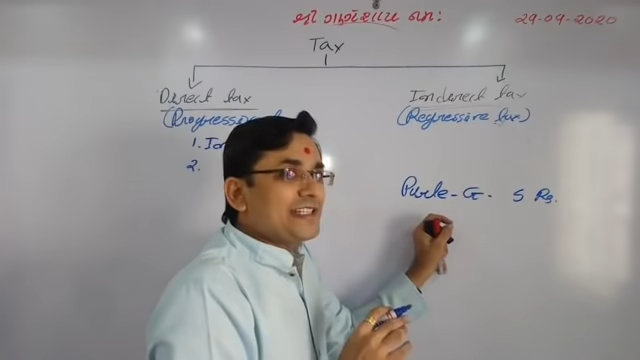 શ્રી ગણેશાય નમઃ
29-09-2020
Tax
Direct tax
Indirect tax
(Progressive
(Regressive tax)
1. In
2.
Parle-G. 5 Rs.